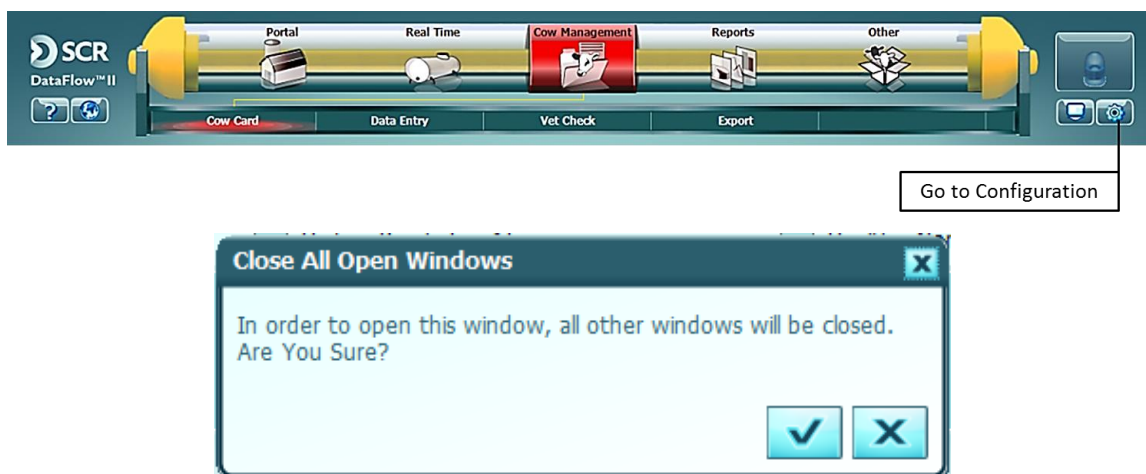 Portal
Real Time
Cow Management
Reports
Other
SCR
DataFlow™II
?
Cow Card
Data Entry
Vet Check
Export
Go to Configuration
Close All Open Windows
In order to open this window, all other windows will be closed.
Are You Sure?